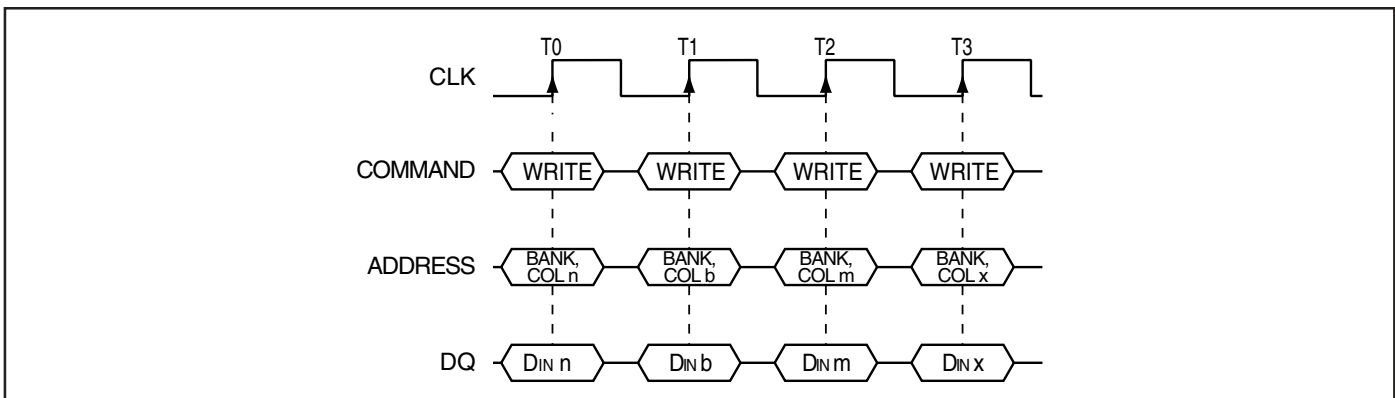 T0 T1 T2 T3
CLK
COMMAND WRITE WRITE WRITE WRITE
ADDRESS BANK, COL n BANK, COL b BANK, COL m BANK, COL x
DQ DIN n DIN b DIN m DIN x